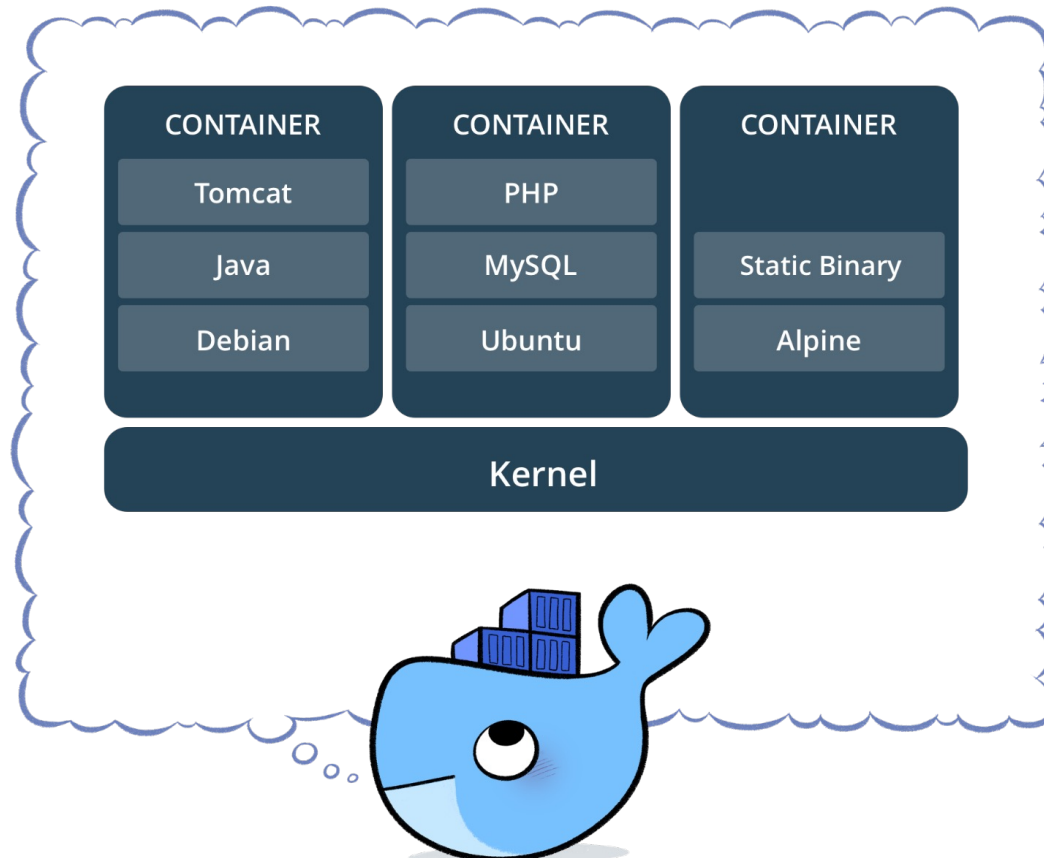 CONTAINER
Tomcat
Java
Debian
CONTAINER
PHP
MySQL
Ubuntu
CONTAINER
Static Binary
Alpine
Kernel